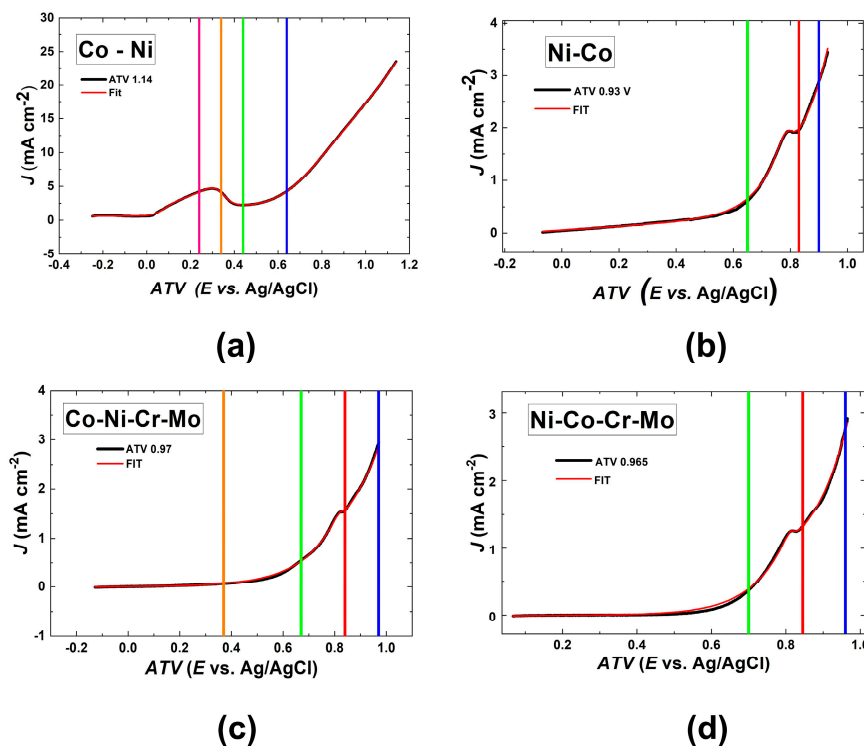 Co - Ni
ATV 1.14
Fit
J (mA cm-2)
30
25
20
15
10
5
0
-5
-0.4 -0.2 0.0 0.2 0.4 0.6 0.8 1.0 1.2
ATV (E vs. Ag/AgCl)
(a)
Ni-Co
ATV 0.93 V
FIT
J (mA cm-2)
4
3
2
1
0
-0.2 0.0 0.2 0.4 0.6 0.8 1.0
ATV (E vs. Ag/AgCl)
(b)
Co-Ni-Cr-Mo
ATV 0.97
FIT
J (mA cm-2)
4
3
2
1
0
-1
0.0 0.2 0.4 0.6 0.8 1.0
ATV (E vs. Ag/AgCl)
(c)
Ni-Co-Cr-Mo
ATV 0.965
FIT
J (mA cm-2)
3
2
1
0
0.2 0.4 0.6 0.8 1.0
ATV (E vs. Ag/AgCl)
(d)